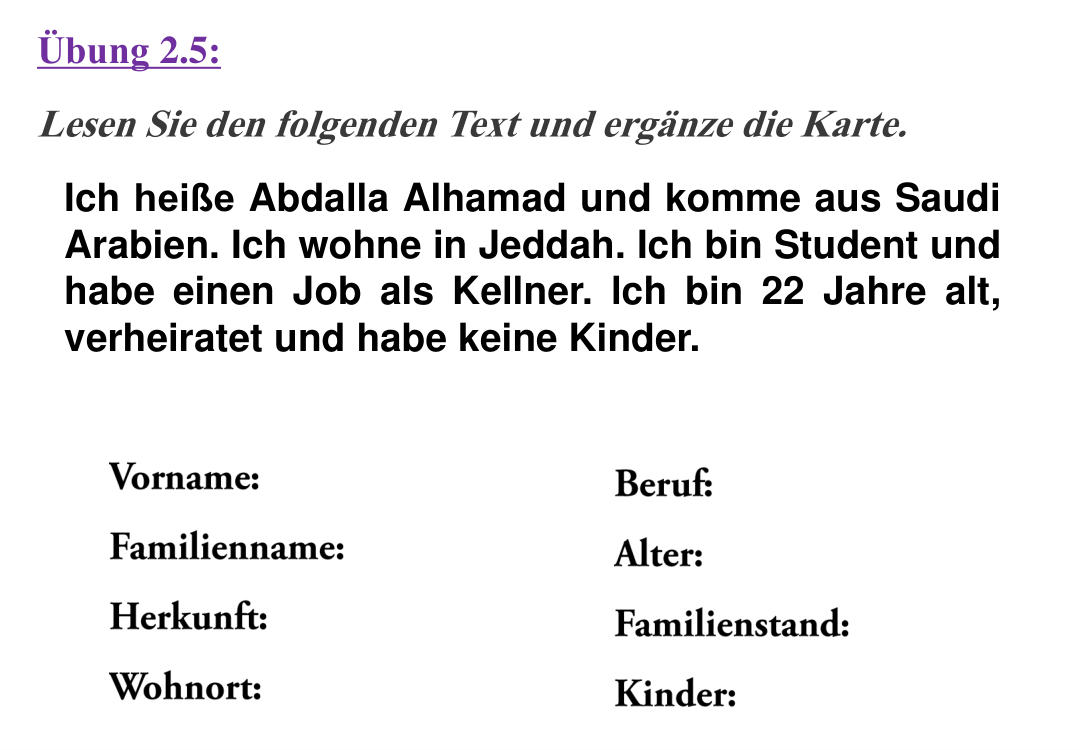 Übung 2.5:
Lesen Sie den folgenden Text und ergänze die Karte.
Ich heiße Abdalla Alhamad und komme aus Saudi
Arabien. Ich wohne in Jeddah. Ich bin Student und
habe einen Job als Kellner. Ich bin 22 Jahre alt,
verheiratet und habe keine Kinder.
Vorname:
Familienname:
Herkunft:
Wohnort:
Beruf:
Alter:
Familienstand:
Kinder: